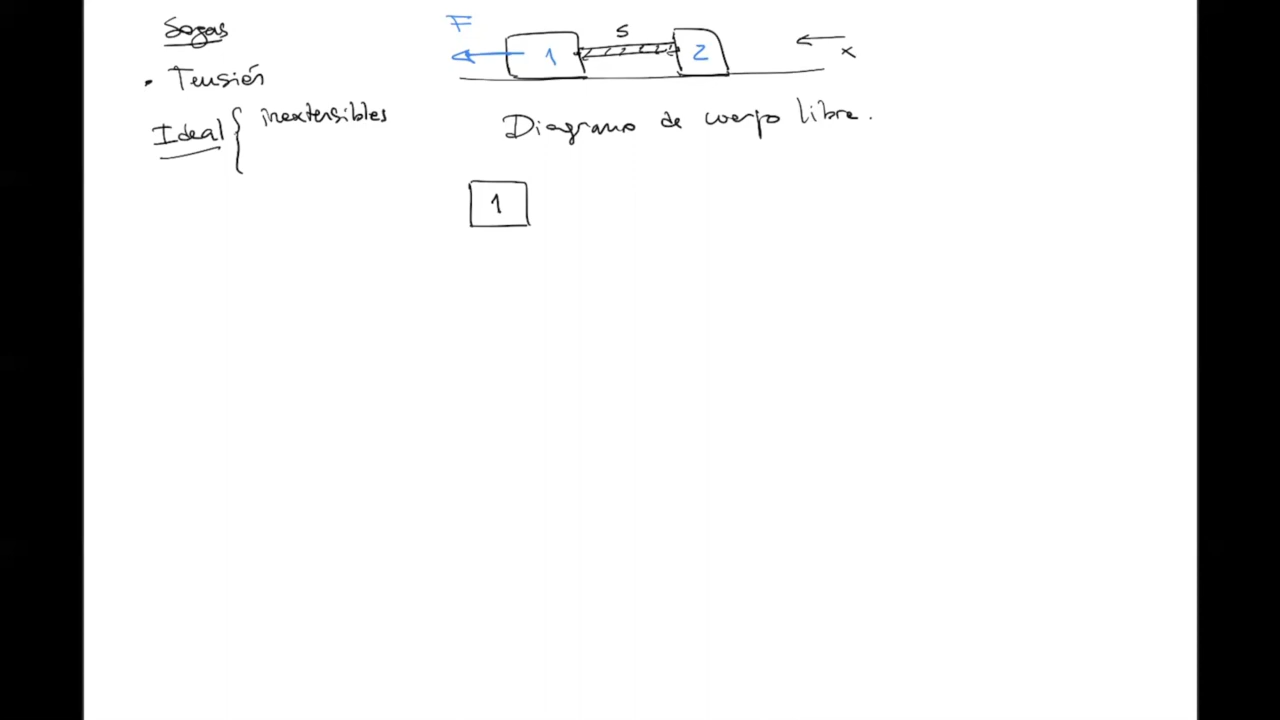 Sogas
• Tensión
Ideal { inextensibles
F
1
S
2
x
Diagrama de cuerpo libre.
1